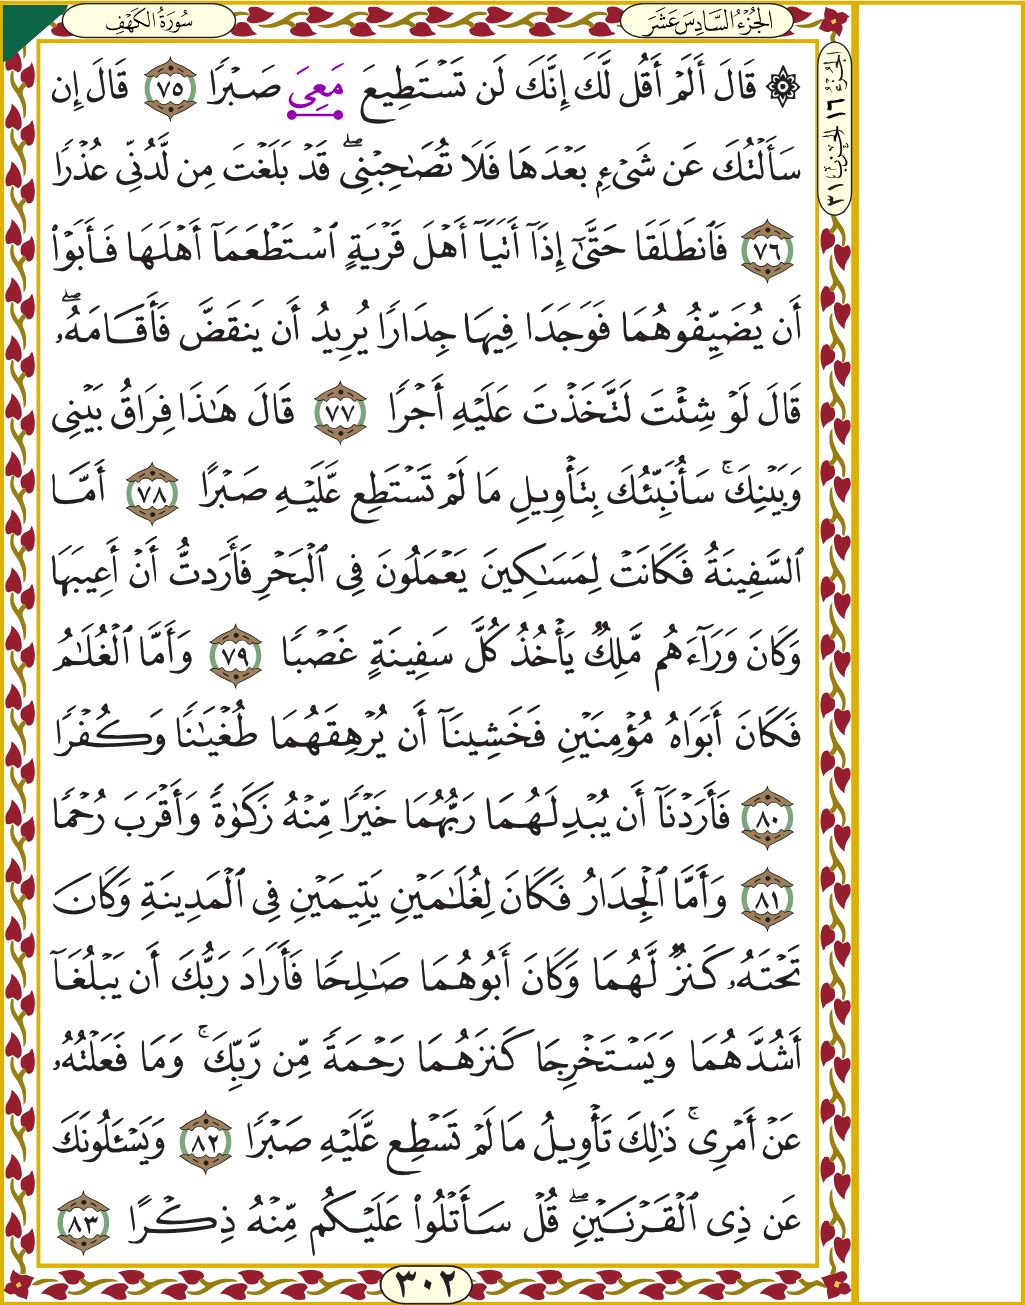 سُورَةُ الكَهْفِ
الجُزْءُ السَّادِسَ عَشَرَ
الجزء ١٦ الحزب ٣١
۞ قَالَ أَلَمْ أَقُل لَّكَ إِنَّكَ لَن تَسْتَطِيعَ مَعِيَ صَبْرًا ٧٥ قَالَ إِن
سَأَلْتُكَ عَن شَيْءٍ بَعْدَهَا فَلَا تُصَٰحِبْنِي ۖ قَدْ بَلَغْتَ مِن لَّدُنِّي عُذْرًا
٧٦ فَٱنطَلَقَا حَتَّىٰٓ إِذَآ أَتَيَآ أَهْلَ قَرْيَةٍ ٱسْتَطْعَمَآ أَهْلَهَا فَأَبَوْا۟
أَن يُضَيِّفُوهُمَا فَوَجَدَا فِيهَا جِدَارًا يُرِيدُ أَن يَنقَضَّ فَأَقَامَهُۥ ۖ
قَالَ لَوْ شِئْتَ لَتَّخَذْتَ عَلَيْهِ أَجْرًا ٧٧ قَالَ هَٰذَا فِرَاقُ بَيْنِي
وَبَيْنِكَ ۚ سَأُنَبِّئُكَ بِتَأْوِيلِ مَا لَمْ تَسْتَطِع عَّلَيْهِ صَبْرًا ٧٨ أَمَّا
ٱلسَّفِينَةُ فَكَانَتْ لِمَسَٰكِينَ يَعْمَلُونَ فِي ٱلْبَحْرِ فَأَرَدتُّ أَنْ أَعِيبَهَا
وَكَانَ وَرَآءَهُم مَّلِكٌ يَأْخُذُ كُلَّ سَفِينَةٍ غَصْبًا ٧٩ وَأَمَّا ٱلْغُلَٰمُ
فَكَانَ أَبَوَاهُ مُؤْمِنَيْنِ فَخَشِينَآ أَن يُرْهِقَهُمَا طُغْيَٰنًا وَكُفْرًا
٨٠ فَأَرَدْنَآ أَن يُبْدِلَهُمَا رَبُّهُمَا خَيْرًا مِّنْهُ زَكَوٰةً وَأَقْرَبَ رُحْمًا
٨١ وَأَمَّا ٱلْجِدَارُ فَكَانَ لِغُلَٰمَيْنِ يَتِيمَيْنِ فِي ٱلْمَدِينَةِ وَكَانَ
تَحْتَهُۥ كَنزٌ لَّهُمَا وَكَانَ أَبُوهُمَا صَٰلِحًا فَأَرَادَ رَبُّكَ أَن يَبْلُغَآ
أَشُدَّهُمَا وَيَسْتَخْرِجَا كَنزَهُمَا رَحْمَةً مِّن رَّبِّكَ ۚ وَمَا فَعَلْتُهُۥ
عَنْ أَمْرِي ۚ ذَٰلِكَ تَأْوِيلُ مَا لَمْ تَسْطِع عَّلَيْهِ صَبْرًا ٨٢ وَيَسْـَٔلُونَكَ
عَن ذِي ٱلْقَرْنَيْنِ ۖ قُلْ سَأَتْلُوا۟ عَلَيْكُم مِّنْهُ ذِكْرًا ٨٣
٣٠٢